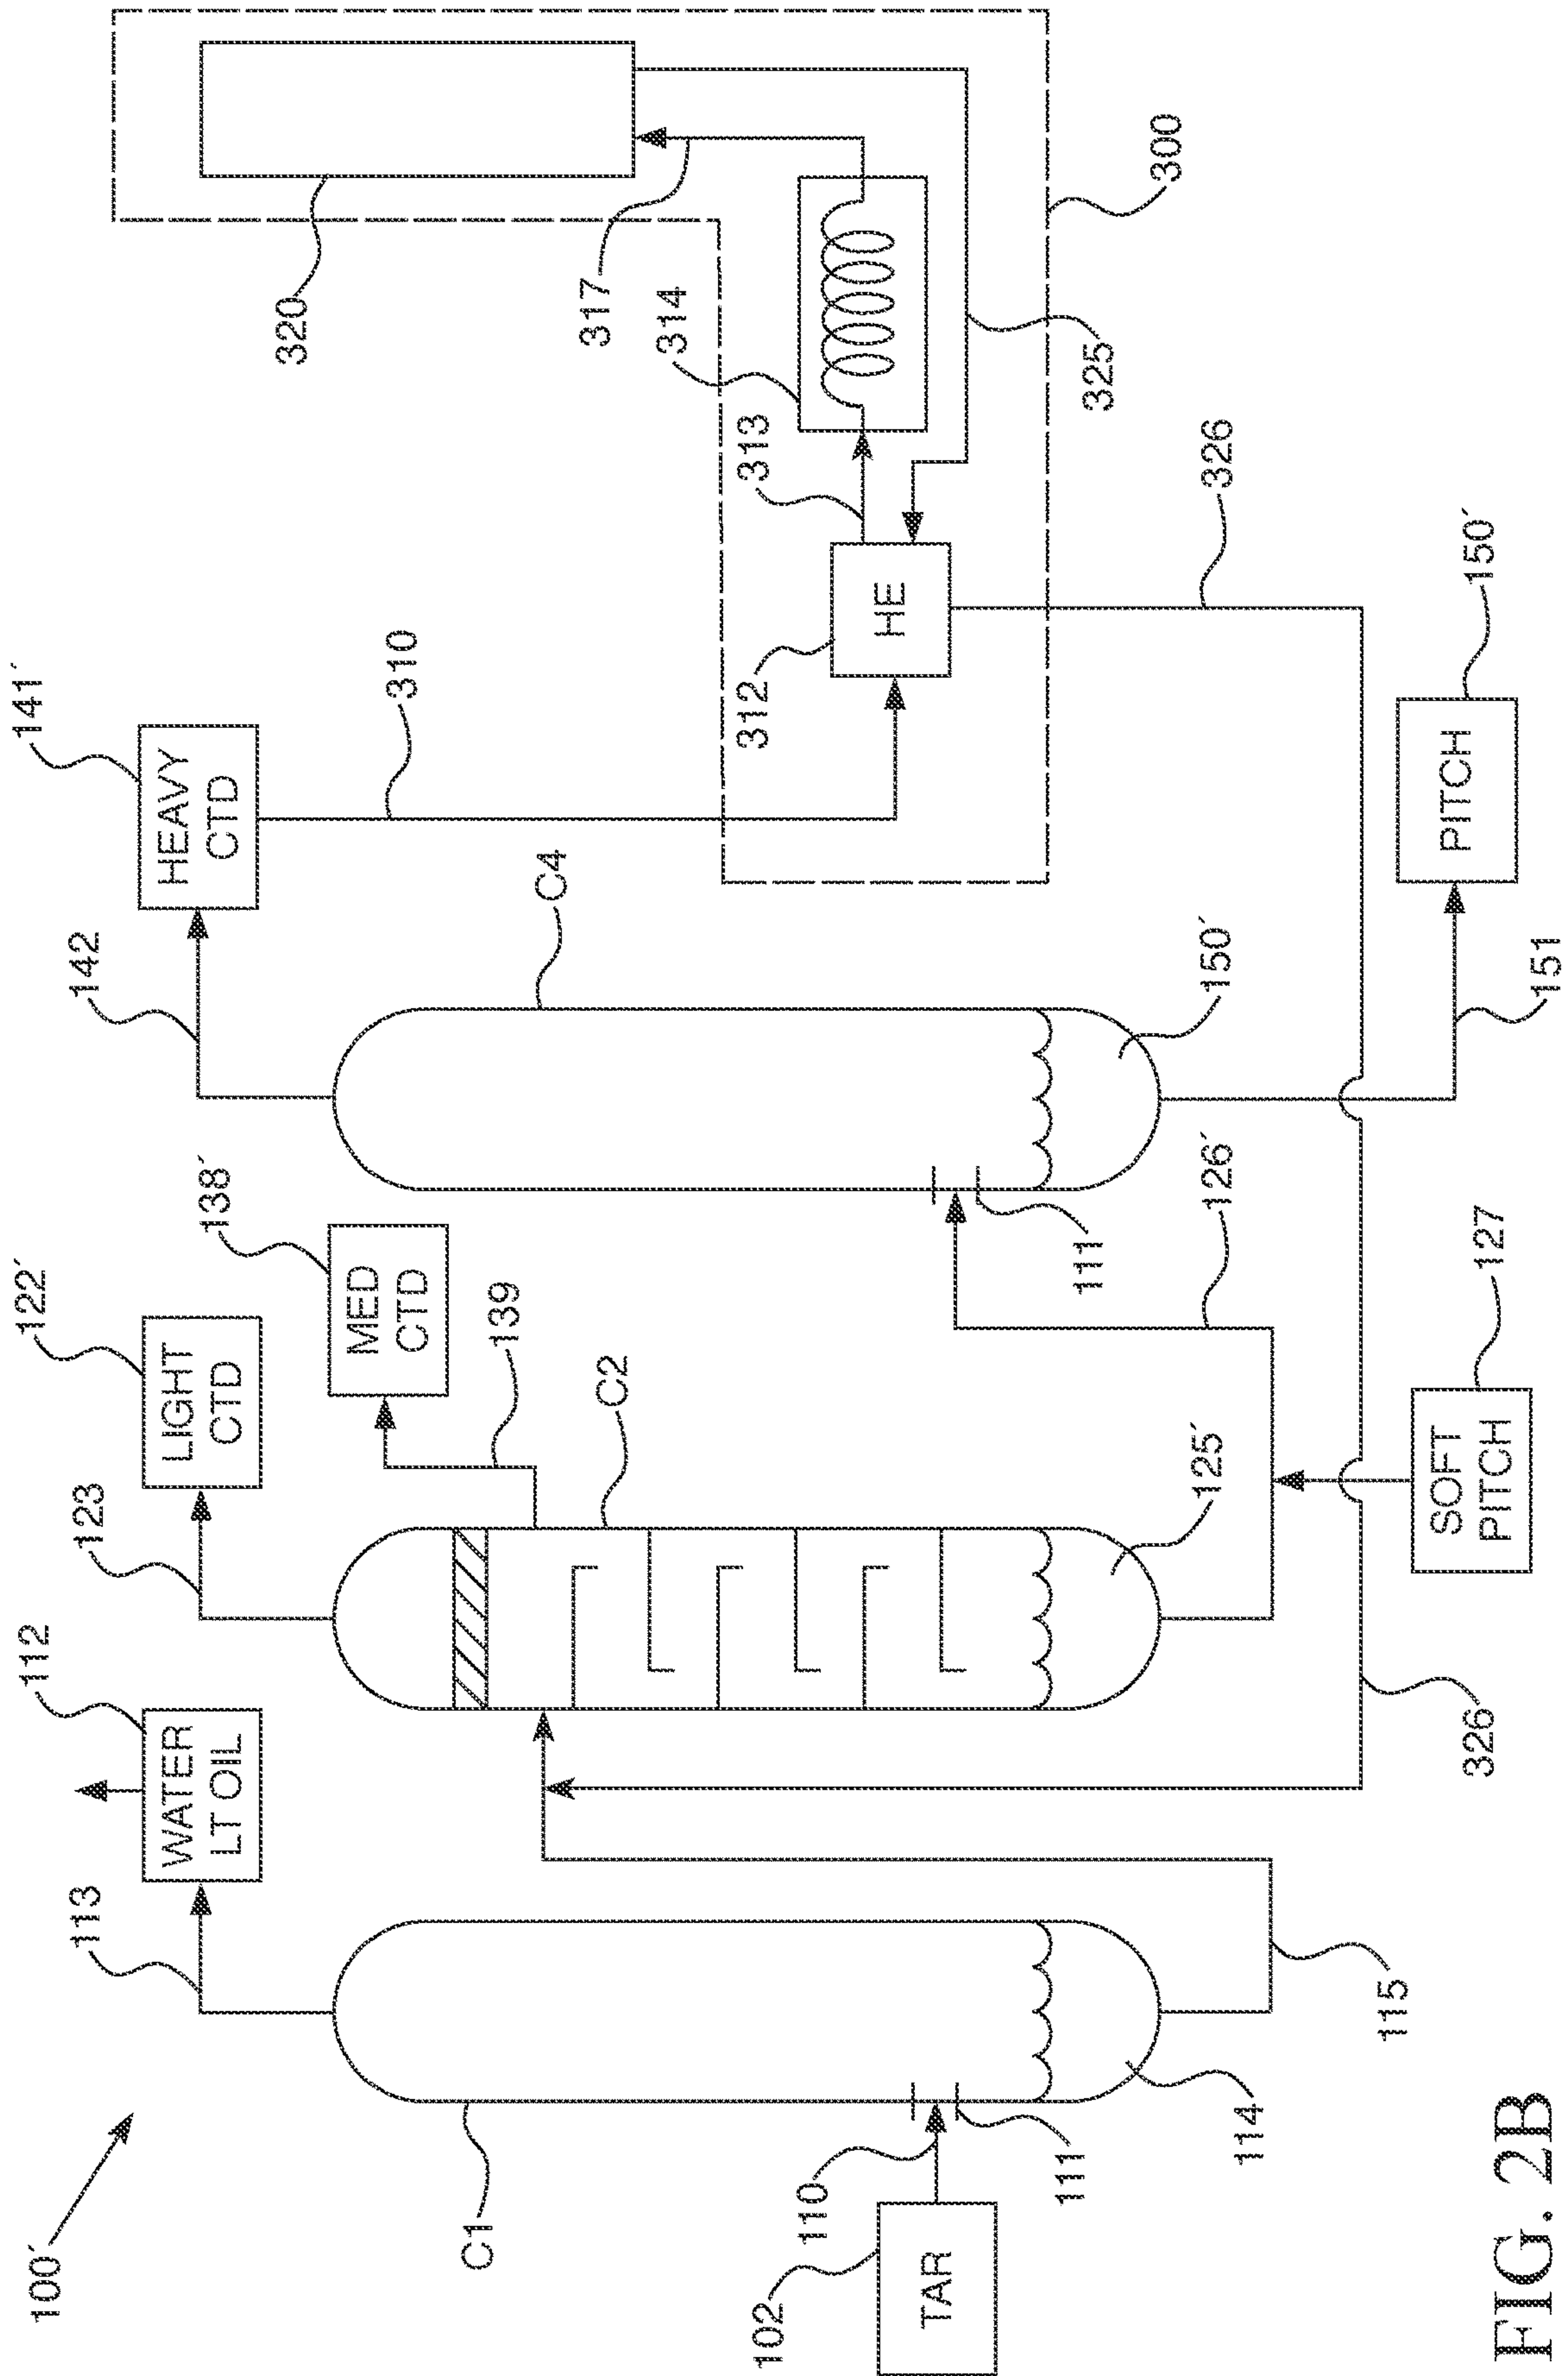 100´
C1
102
TAR
110
111
114
113
WATER
LT OIL
112
115
123
LIGHT
CTD
122´
MED
CTD
138´
139
C2
125´
326
SOFT
PITCH
127
126´
111
142
HEAVY
CTD
141´
C4
150´
151
PITCH
150´
310
312
HE
313
314
317
320
325
300
326
FIG. 2B